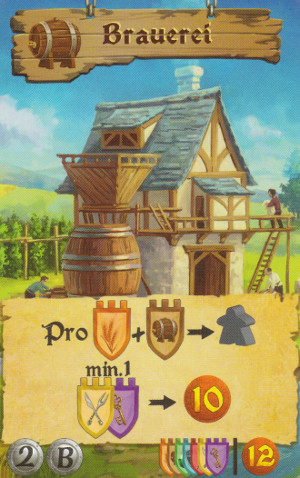 Brauerei
Pro + →
min.1
→ 10
2 B 12